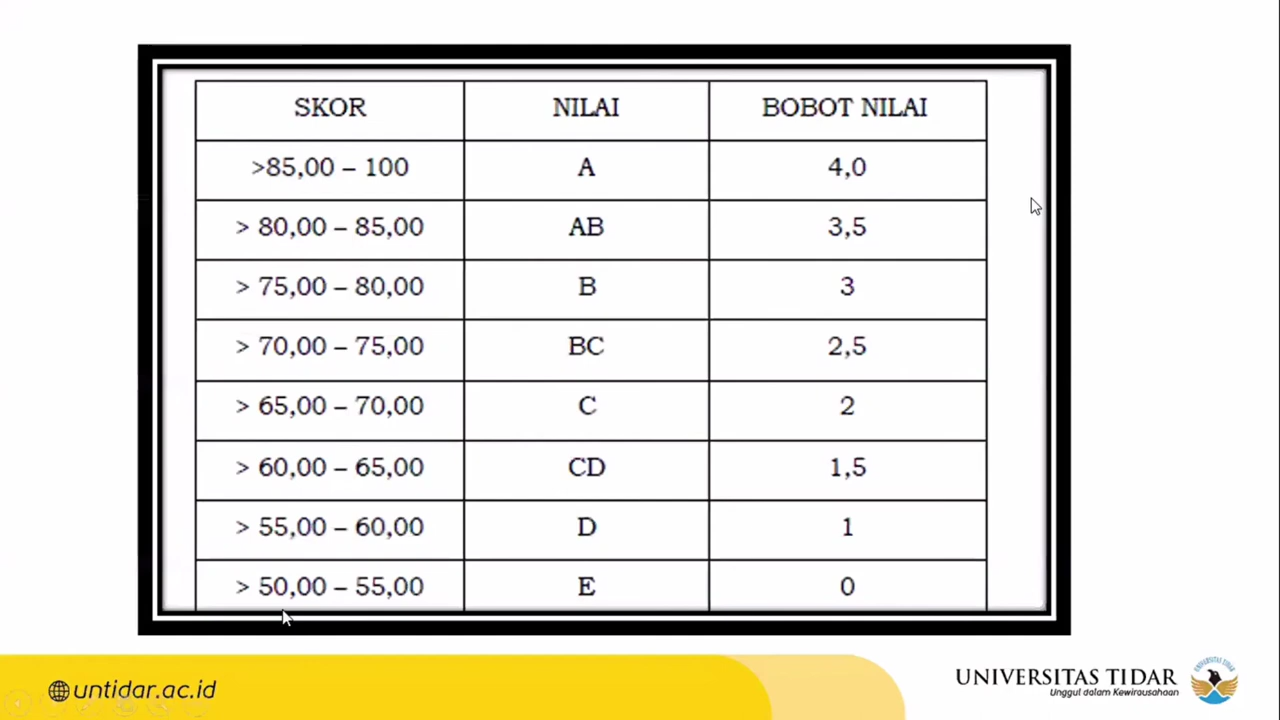 SKOR NILAI BOBOT NILAI
>85,00 – 100 A 4,0
> 80,00 – 85,00 AB 3,5
> 75,00 – 80,00 B 3
> 70,00 – 75,00 BC 2,5
> 65,00 – 70,00 C 2
> 60,00 – 65,00 CD 1,5
> 55,00 – 60,00 D 1
> 50,00 – 55,00 E 0
untidar.ac.id
UNIVERSITAS TIDAR
Unggul dalam Kewirausahaan